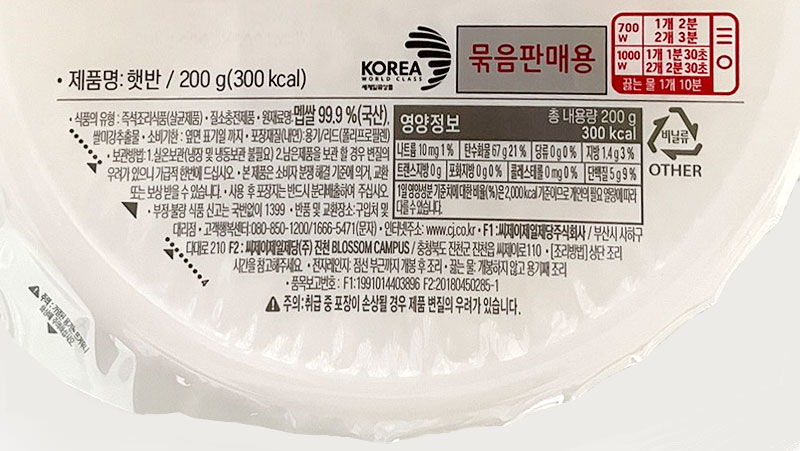 700 W 1개 2분
2개 3분
1000 W 1개 1분 30초
2개 2분 30초
끓는 물 1개 10분
KOREA
WORLD CLASS
세계일류상품
묶음판매용
• 제품명: 햇반 / 200 g(300 kcal)
• 식품의 유형 : 즉석조리식품(살균제품) • 질소충전제품 • 원재료명: 멥쌀 99.9 %(국산),
쌀미강추출물 • 소비기한 : 옆면 표기일 까지 • 포장재질(내면) : 용기/리드(폴리프로필렌)
• 보관방법: 1.실온보관(냉장 및 냉동보관 불필요) 2.남은제품을 보관 할 경우 변질의
우려가 있으니 가급적 한번에 드십시오. • 본 제품은 소비자 분쟁 해결 기준에 의거, 교환
또는 보상 받을 수 있습니다. • 사용 후 포장지는 반드시 분리배출하여 주십시오.
• 부정·불량 식품 신고는 국번없이 1399 • 반품 및 교환장소:구입처 및
대리점 • 고객행복센터:080-850-1200/1666-5471(문자) • 인터넷주소: www.cj.co.kr • F1 : 씨제이제일제당주식회사 / 부산시 사하구
다대로 210 F2 : 씨제이제일제당(주) 진천 BLOSSOM CAMPUS / 충청북도 진천군 진천읍 씨제이로110 • [조리방법] 상단 조리
시간을 참고해주세요. • 전자레인지: 점선 부근까지 개봉 후 조리 • 끓는 물: 개봉하지 않고 용기째 조리
• 품목보고번호 : F1:1991014403896 F2:20180450285-1
⚠ 주의 : 취급 중 포장이 손상될 경우 제품 변질의 우려가 있습니다.
영양정보 총 내용량 200 g
300 kcal
나트륨 10 mg 1 % 탄수화물 67 g 21 % 당류 0 g 0 % 지방 1.4 g 3 %
트랜스지방 0 g 포화지방 0 g 0 % 콜레스테롤 0 mg 0 % 단백질 5 g 9 %
1일 영양성분 기준치에 대한 비율(%)은 2,000 kcal 기준이므로 개인의 필요 열량에 따라
다를 수 있습니다.
비닐류
OTHER
4